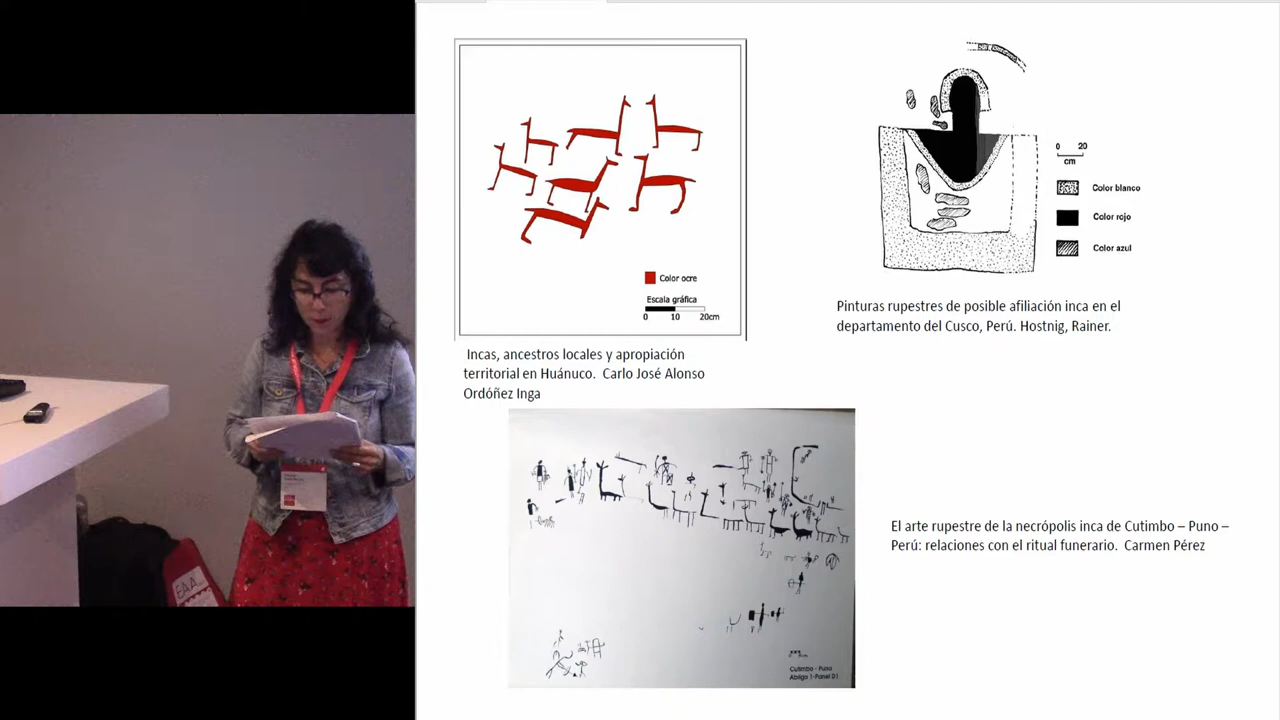 Color ocre
Escala gráfica
0 10 20cm
Incas, ancestros locales y apropiación
territorial en Huánuco. Carlo José Alonso
Ordóñez Inga
0 20
cm
Color blanco
Color rojo
Color azul
Pinturas rupestres de posible afiliación inca en el
departamento del Cusco, Perú. Hostnig, Rainer.
Cutimbo - Puno
Abrigo 1-Panel D1
El arte rupestre de la necrópolis inca de Cutimbo – Puno –
Perú: relaciones con el ritual funerario. Carmen Pérez
EAA